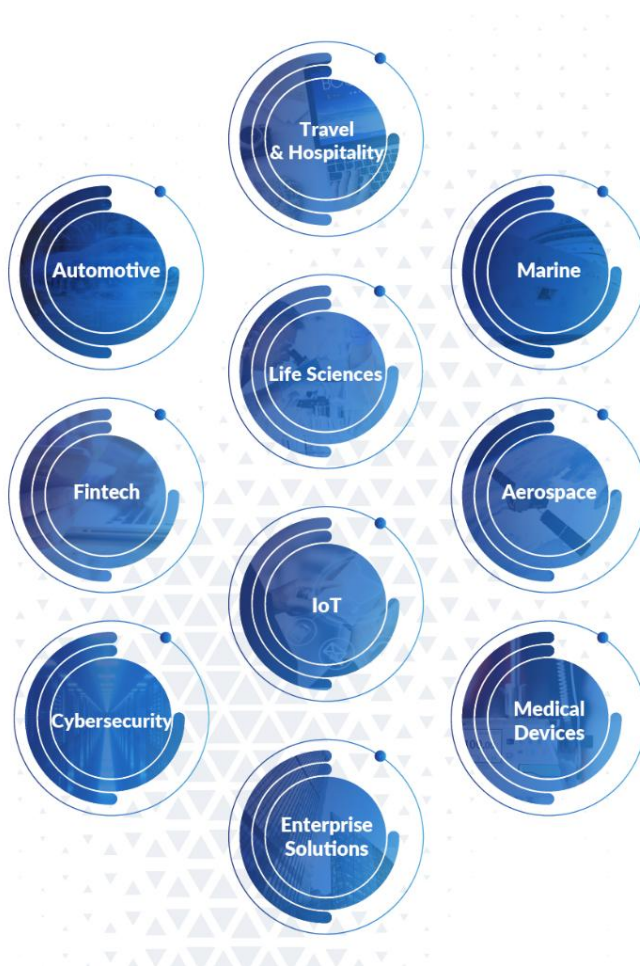 Travel
& Hospitality
Automotive
Marine
Life Sciences
Fintech
Aerospace
IoT
Cybersecurity
Medical
Devices
Enterprise
Solutions